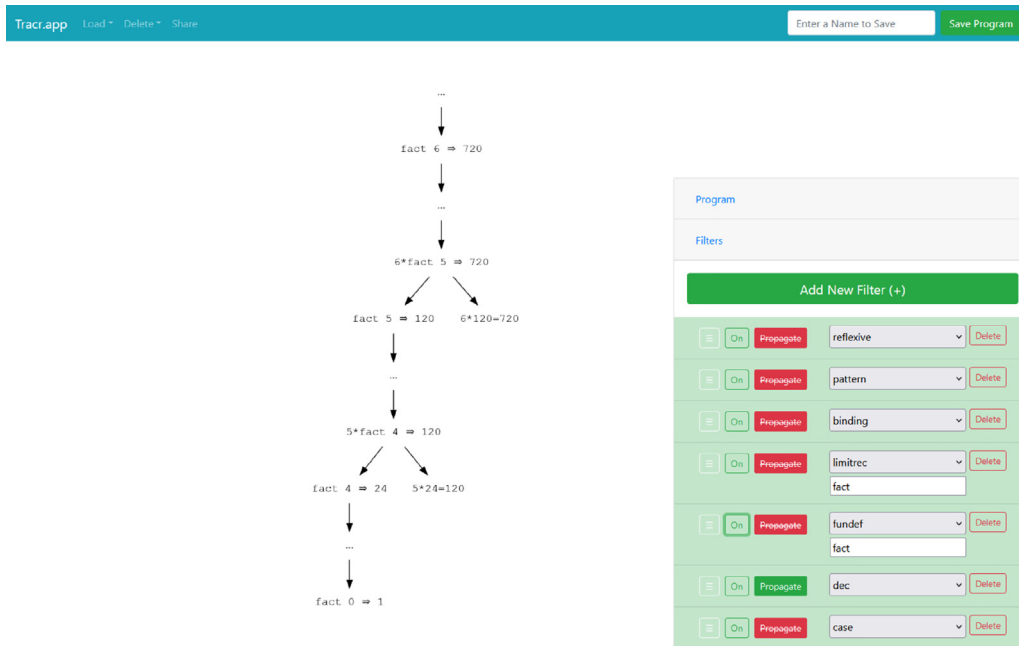 Tracr.app Load Delete Share Enter a Name to Save Save Program
...
fact 6 ⇒ 720
...
6*fact 5 ⇒ 720
fact 5 ⇒ 120 6*120=720
...
5*fact 4 ⇒ 120
fact 4 ⇒ 24 5*24=120
...
fact 0 ⇒ 1
Program
Filters
Add New Filter (+)
☰ On Propagate reflexive Delete
☰ On Propagate pattern Delete
☰ On Propagate binding Delete
☰ On Propagate limitrec Delete
fact
☰ On Propagate fundef Delete
fact
☰ On Propagate dec Delete
☰ On Propagate case Delete